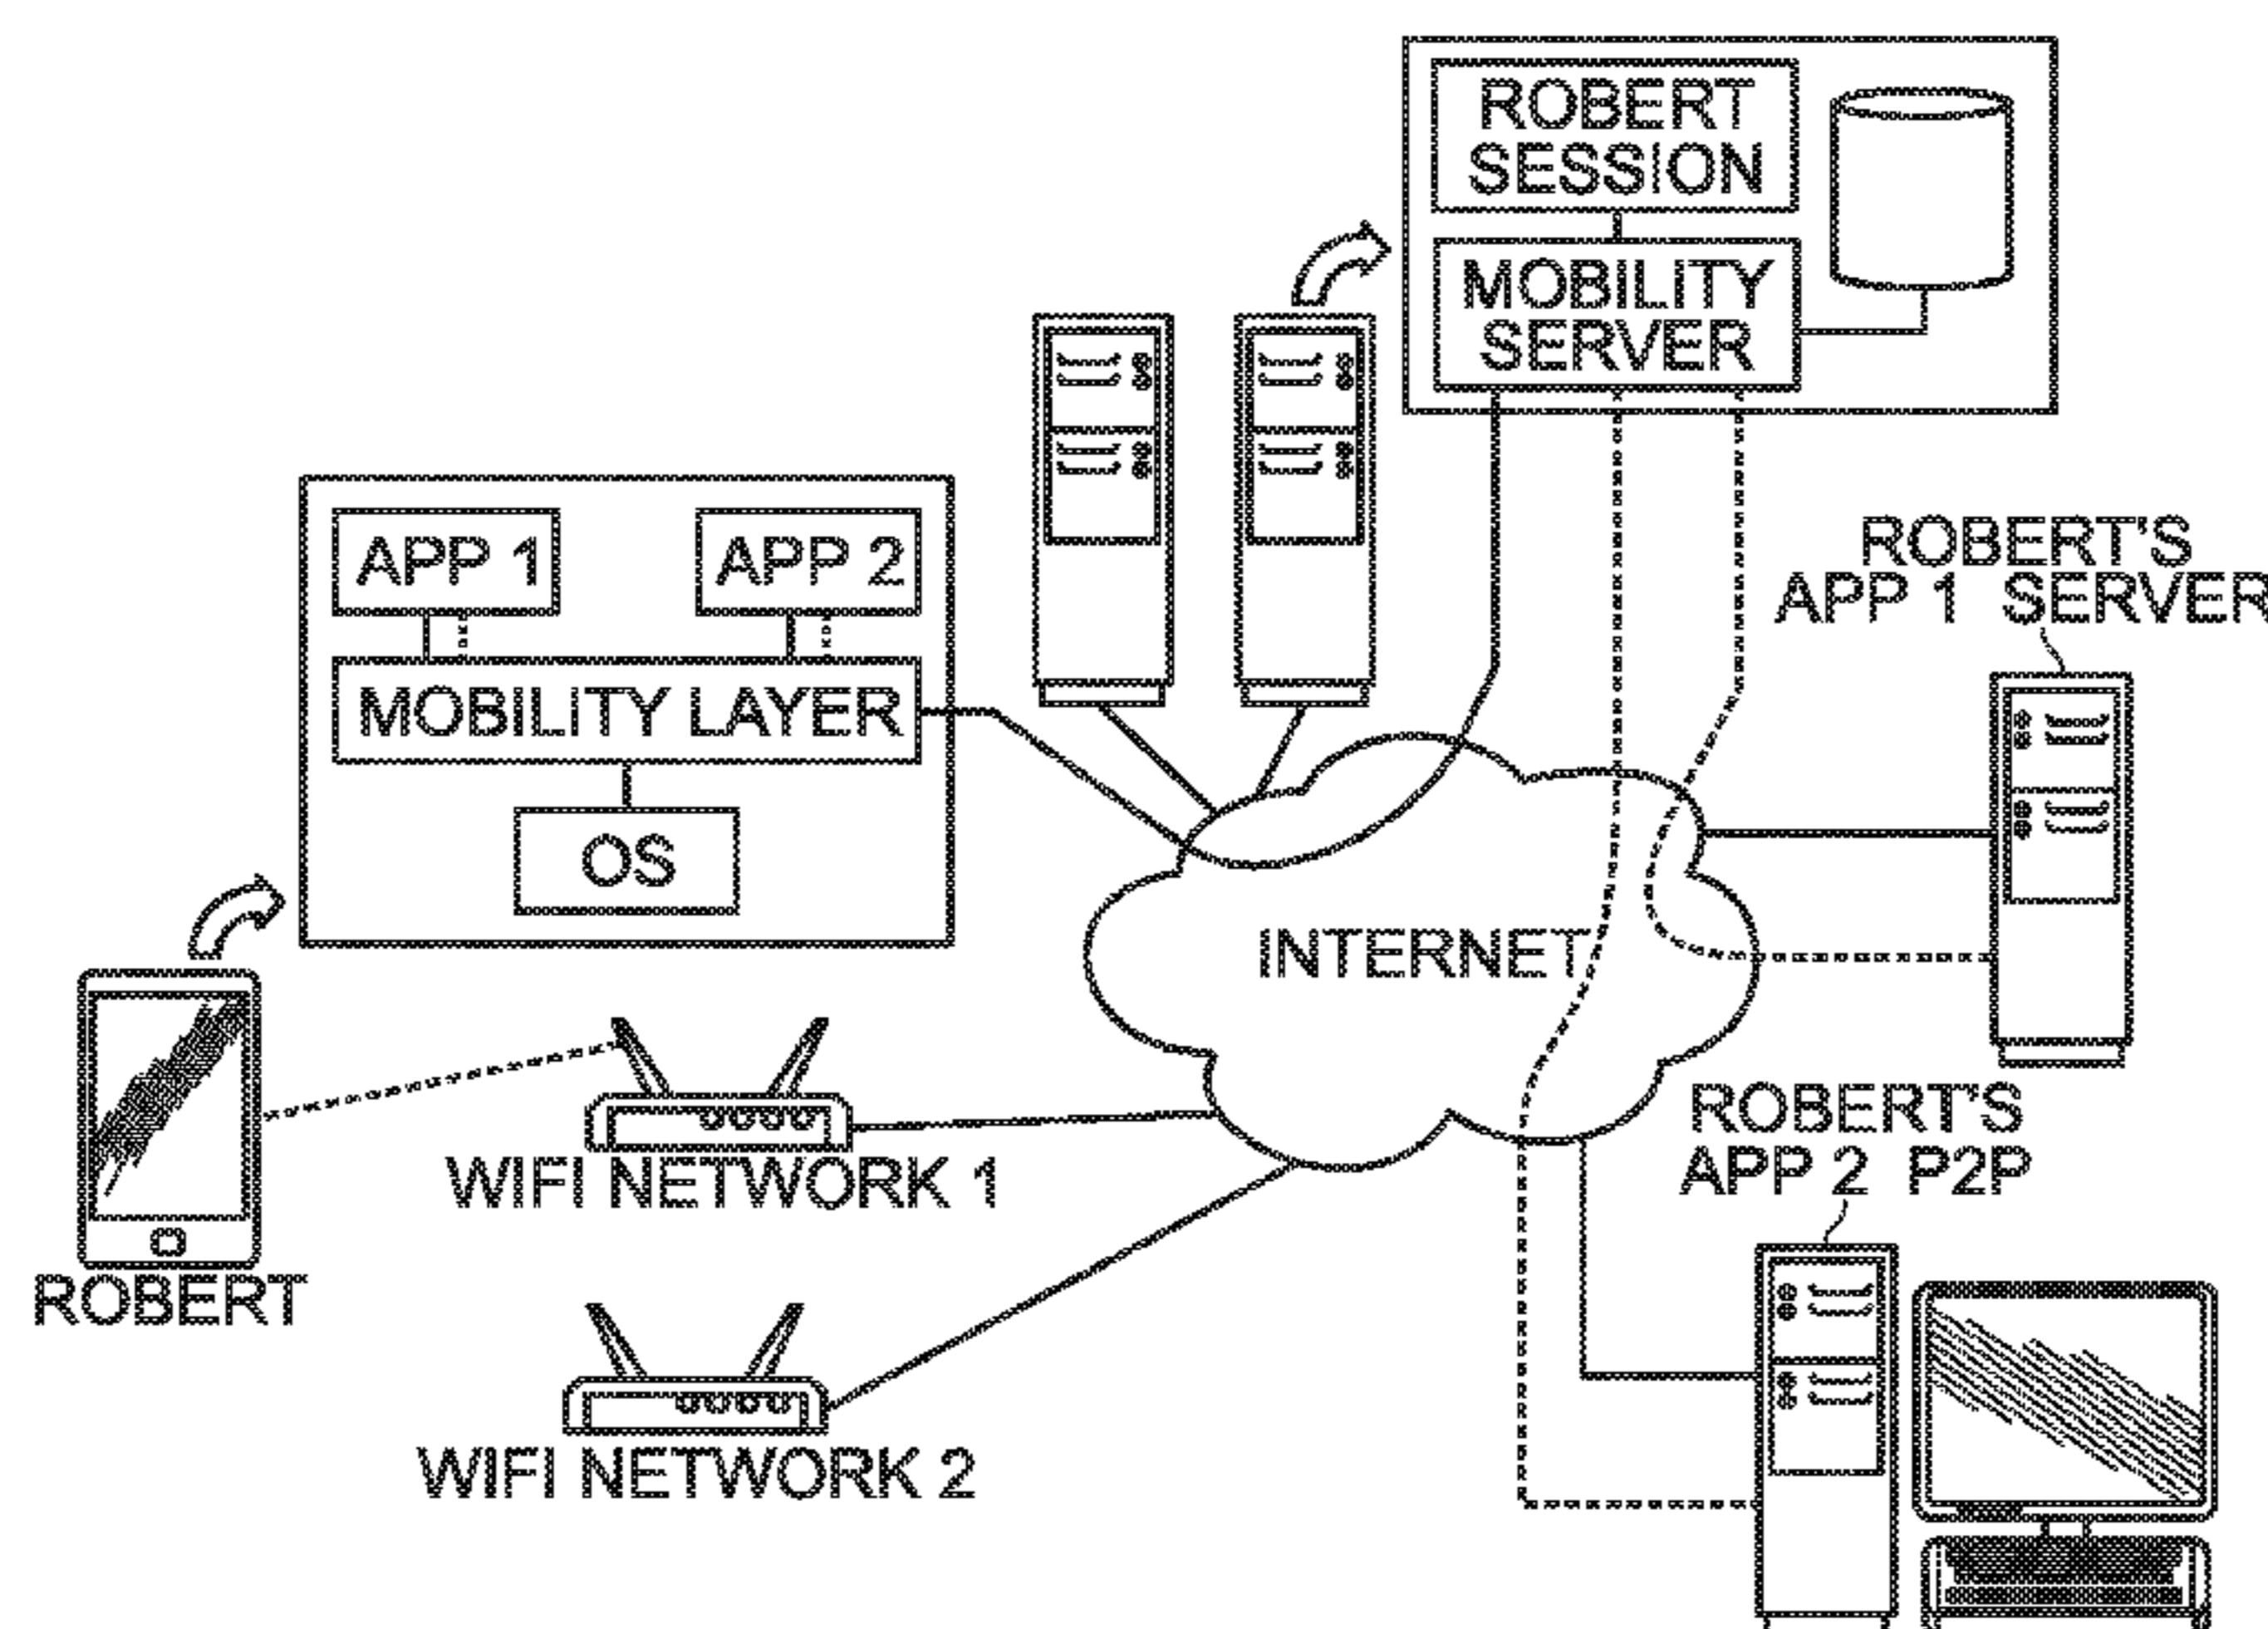 ROBERT
SESSION
MOBILITY
SERVER
APP 1
APP 2
MOBILITY LAYER
OS
ROBERT'S
APP 1 SERVER
INTERNET
ROBERT
WIFI NETWORK 1
WIFI NETWORK 2
ROBERT'S
APP 2 P2P